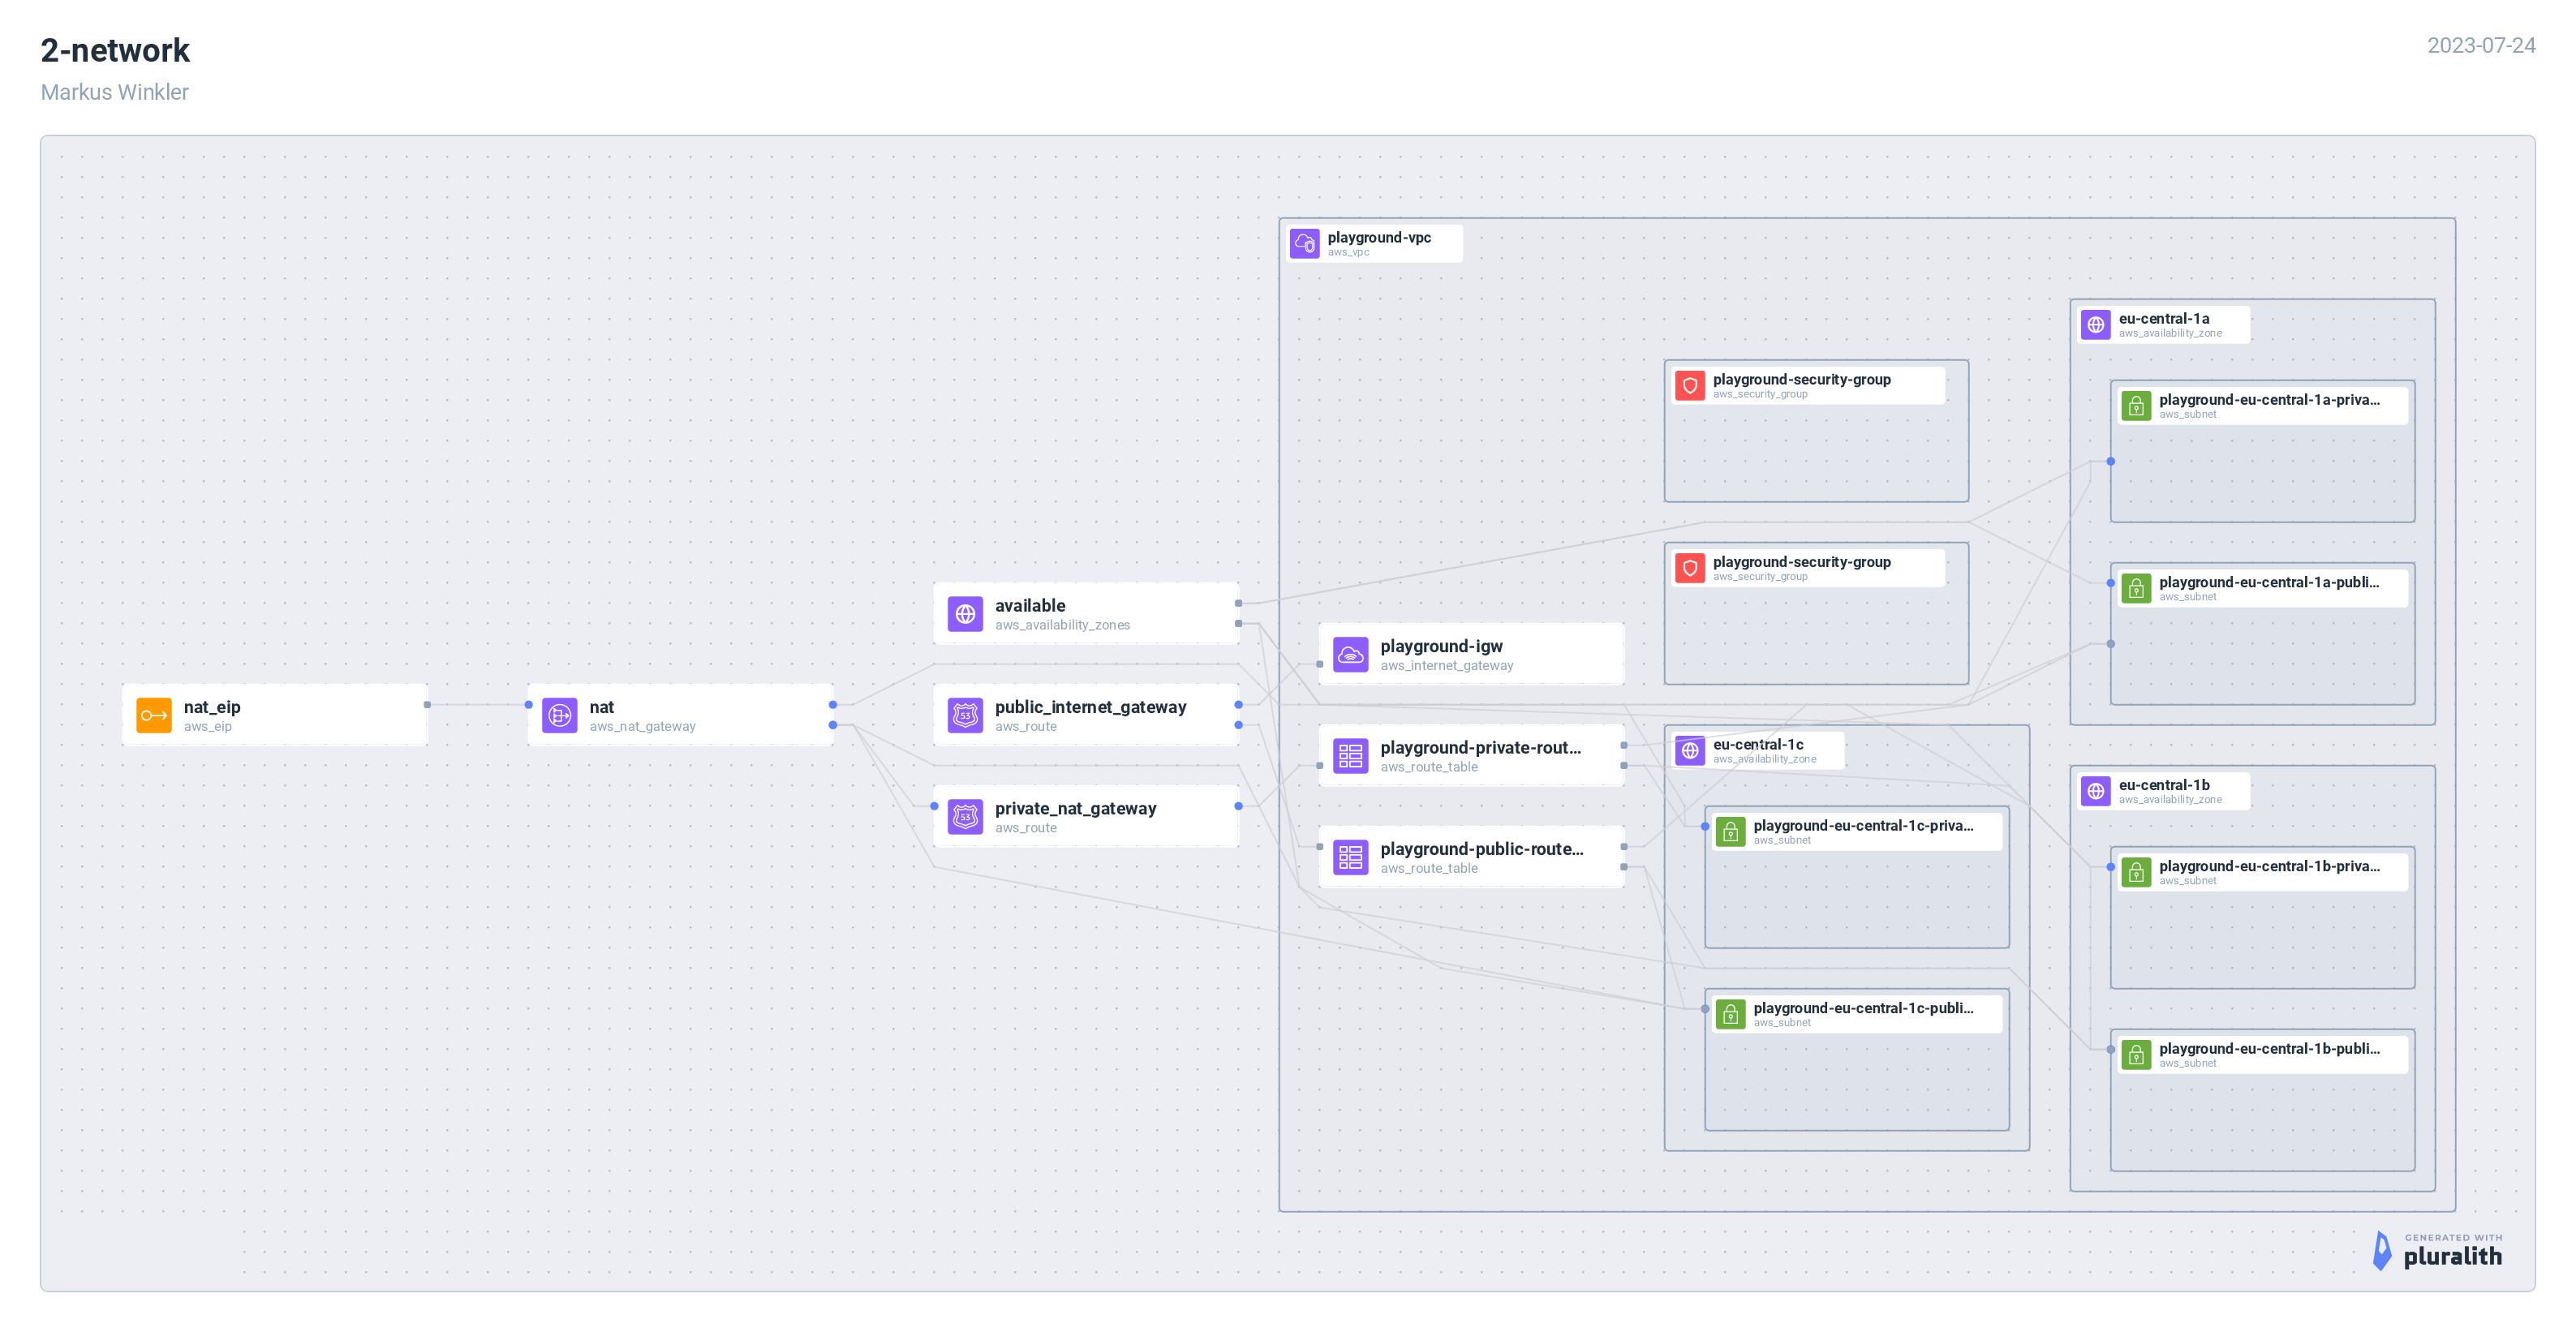 2-network
2023-07-24
Markus Winkler
playground-vpc
aws_vpc
eu-central-1a
aws_availability_zone
playground-security-group
aws_security_group
playground-eu-central-1a-priva...
aws_subnet
playground-security-group
aws_security_group
playground-eu-central-1a-publi...
aws_subnet
available
aws_availability_zones
playground-igw
aws_internet_gateway
nat_eip
aws_eip
nat
aws_nat_gateway
public_internet_gateway
aws_route
53
playground-private-rout...
aws_route_table
eu-central-1c
aws_availability_zone
eu-central-1b
aws_availability_zone
private_nat_gateway
aws_route
53
playground-public-route...
aws_route_table
playground-eu-central-1c-priva...
aws_subnet
playground-eu-central-1b-priva...
aws_subnet
playground-eu-central-1c-publi...
aws_subnet
playground-eu-central-1b-publi...
aws_subnet
GENERATED WITH
pluralith